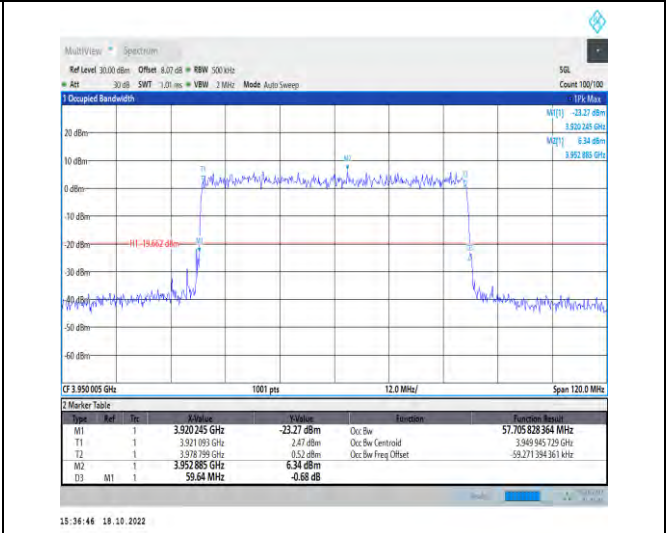 MultiView Spectrum
Ref Level 30.00 dBm Offset 8.07 dB RBW 500 kHz SGL
Att 30 dB SWT 1.01 ms VBW 2 MHz Mode Auto Sweep Count 100/100
1 Occupied Bandwidth 1Pk Max
M1[1] -23.27 dBm
3.920 245 GHz
M2[1] 6.34 dBm
3.952 885 GHz
20 dBm
10 dBm
0 dBm
-10 dBm
-20 dBm
H1 -19.662 dBm
-30 dBm
-40 dBm
-50 dBm
-60 dBm
M1
M2
CF 3.950 005 GHz 1001 pts 12.0 MHz/ Span 120.0 MHz
2 Marker Table
Type Ref Trc X-Value Y-Value Function Function Result
M1 1 3.920 245 GHz -23.27 dBm Occ Bw 57.705 828 364 MHz
T1 1 3.921 093 GHz 2.47 dBm Occ Bw Centroid 3.949 945 729 GHz
T2 1 3.978 799 GHz 0.52 dBm Occ Bw Freq Offset -59.271 394 361 kHz
M2 1 3.952 885 GHz 6.34 dBm
D3 M1 1 59.64 MHz -0.68 dB
15:36:46 18.10.2022